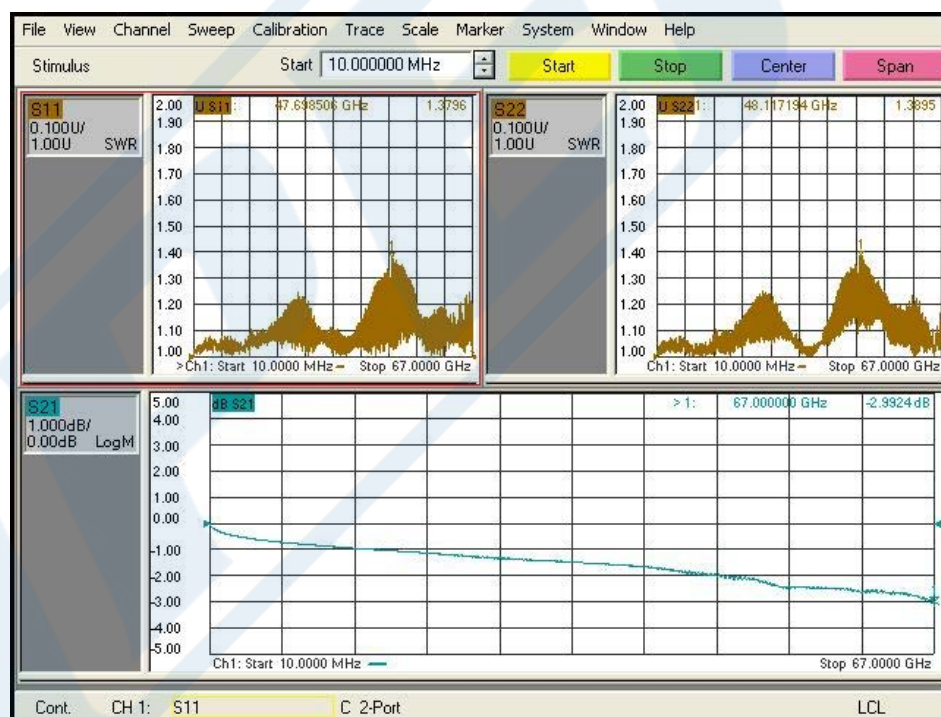 File View Channel Sweep Calibration Trace Scale Marker System Window Help
Stimulus Start 10.000000 MHz Start Stop Center Span
S11
0.100U/
1.00U SWR
2.00
1.90
1.80
1.70
1.60
1.50
1.40
1.30
1.20
1.10
1.00
U S11 1: 47.698506 GHz 1.3796
1
>Ch1: Start 10.0000 MHz Stop 67.0000 GHz
S22
0.100U/
1.00U SWR
2.00
1.90
1.80
1.70
1.60
1.50
1.40
1.30
1.20
1.10
1.00
U S22 1: 48.117194 GHz 1.3895
1
Ch1: Start 10.0000 MHz Stop 67.0000 GHz
S21
1.000dB/
0.00dB LogM
5.00
4.00
3.00
2.00
1.00
0.00
-1.00
-2.00
-3.00
-4.00
-5.00
dB S21 > 1: 67.000000 GHz -2.9924 dB
Ch1: Start 10.0000 MHz Stop 67.0000 GHz
Cont. CH 1: S11 C 2-Port LCL